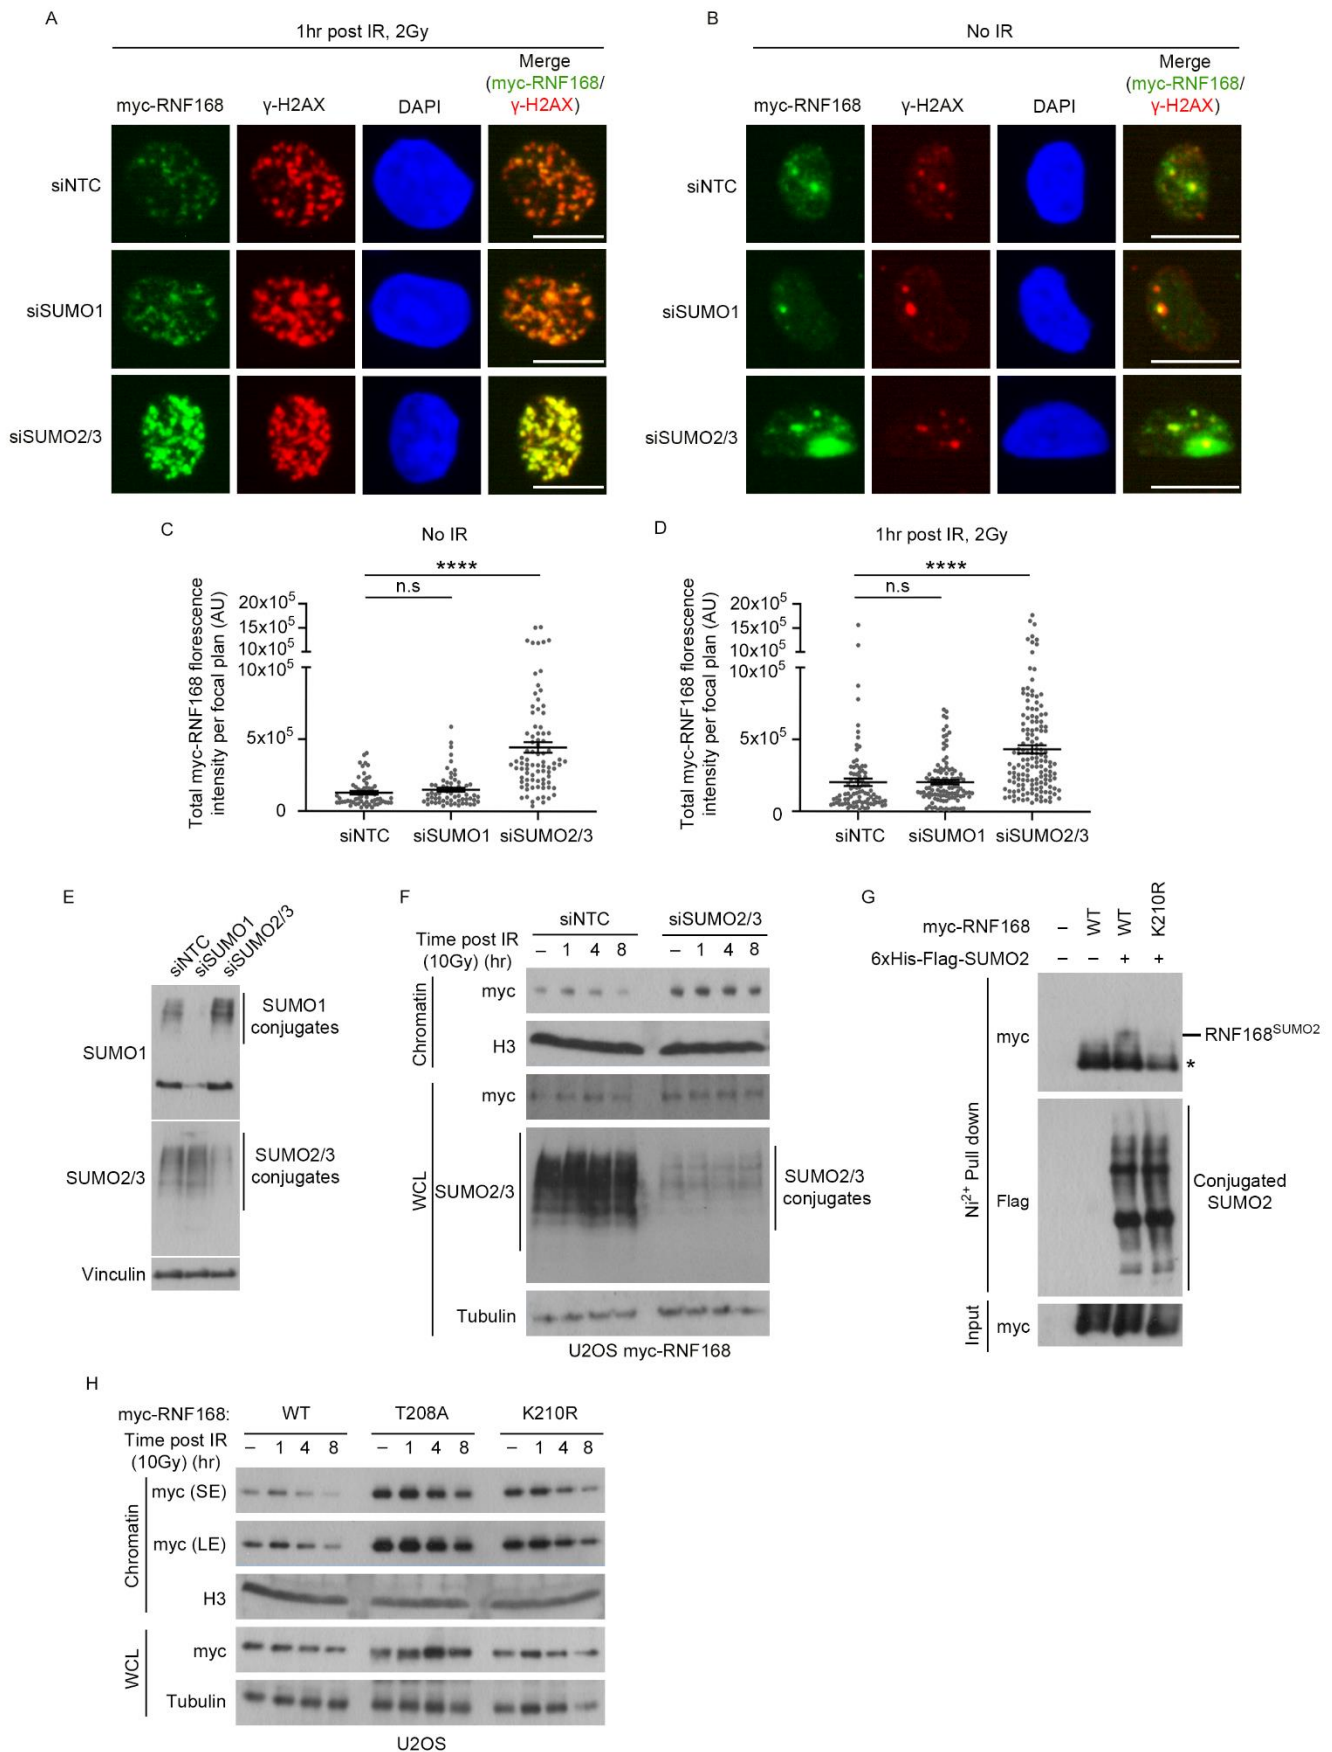 A
1hr post IR, 2Gy
myc-RNF168
γ-H2AX
DAPI
Merge
(myc-RNF168/
γ-H2AX)
siNTC
siSUMO1
siSUMO2/3
B
No IR
myc-RNF168
γ-H2AX
DAPI
Merge
(myc-RNF168/
γ-H2AX)
siNTC
siSUMO1
siSUMO2/3
C
No IR
****
n.s
Total myc-RNF168 florescence
intensity per focal plan (AU)
20x10⁵
15x10⁵
10x10⁵
10x10⁵
5x10⁵
0
siNTC siSUMO1 siSUMO2/3
D
1hr post IR, 2Gy
****
n.s
Total myc-RNF168 florescence
intensity per focal plan (AU)
20x10⁵
15x10⁵
10x10⁵
10x10⁵
5x10⁵
0
siNTC siSUMO1 siSUMO2/3
E
siNTC
siSUMO1
siSUMO2/3
SUMO1
SUMO1
conjugates
SUMO2/3
SUMO2/3
conjugates
Vinculin
F
siNTC siSUMO2/3
Time post IR
(10Gy) (hr)
– 1 4 8 – 1 4 8
Chromatin
myc
H3
WCL
myc
SUMO2/3
SUMO2/3
conjugates
Tubulin
U2OS myc-RNF168
G
myc-RNF168 – WT WT K210R
6xHis-Flag-SUMO2 – – + +
Ni²⁺ Pull down
myc
RNF168ˢᵁᴹᴼ²
*
Flag
Conjugated
SUMO2
Input
myc
H
myc-RNF168: WT T208A K210R
Time post IR
(10Gy) (hr)
– 1 4 8 – 1 4 8 – 1 4 8
Chromatin
myc (SE)
myc (LE)
H3
WCL
myc
Tubulin
U2OS